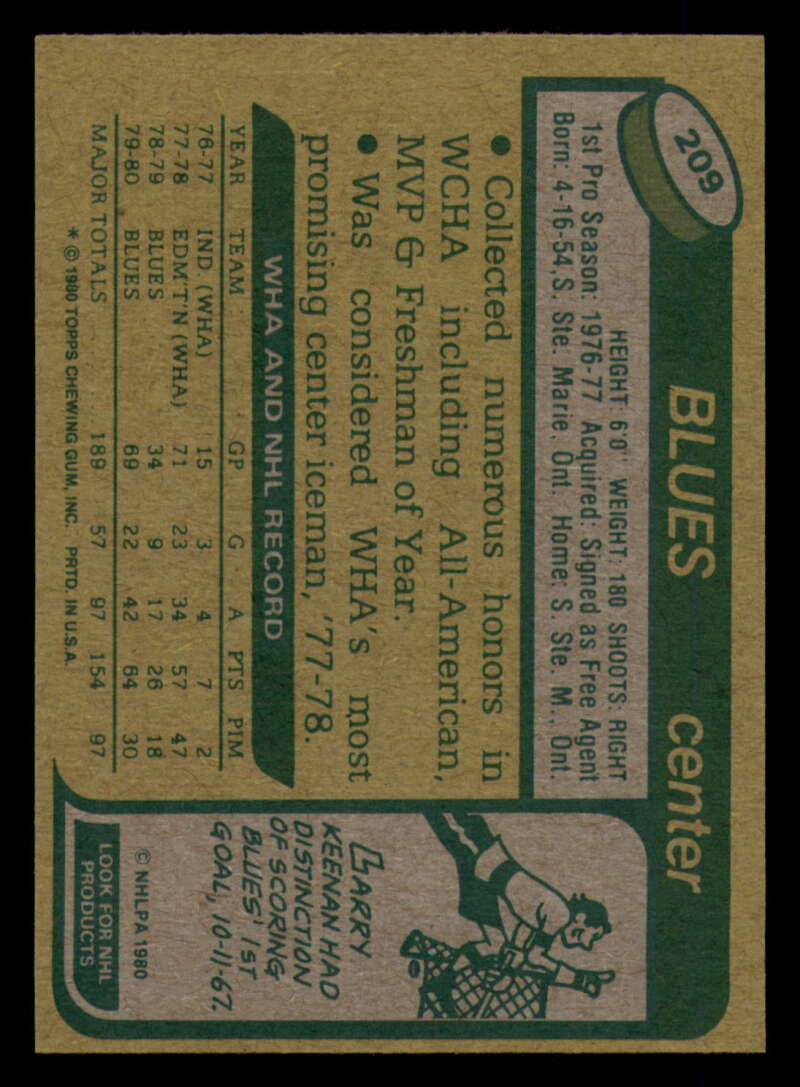 209
BLUES center
HEIGHT: 6'0" WEIGHT: 180 SHOOTS: RIGHT
1st Pro Season: 1976-77 Acquired: Signed as Free Agent
Born: 4-16-54, S. Ste. Marie. Ont. Home: S. Ste. M., Ont.
• Collected numerous honors in
WCHA including All-American,
MVP & Freshman of Year.
• Was considered WHA's most
promising center iceman, '77-78.
WHA AND NHL RECORD
YEAR TEAM GP G A PTS PIM
76-77 IND. (WHA) 15 3 4 7 2
77-78 EDM'T'N (WHA) 71 23 34 57 47
78-79 BLUES 34 9 17 26 18
79-80 BLUES 69 22 42 64 30
MAJOR TOTALS 189 57 97 154 97
* © 1980 TOPPS CHEWING GUM, INC. PRTD. IN U.S.A.
GARRY
KEENAN HAD
DISTINCTION
OF SCORING
BLUES' 1ST
GOAL, 10-11-67.
© NHLPA 1980
LOOK FOR NHL
PRODUCTS